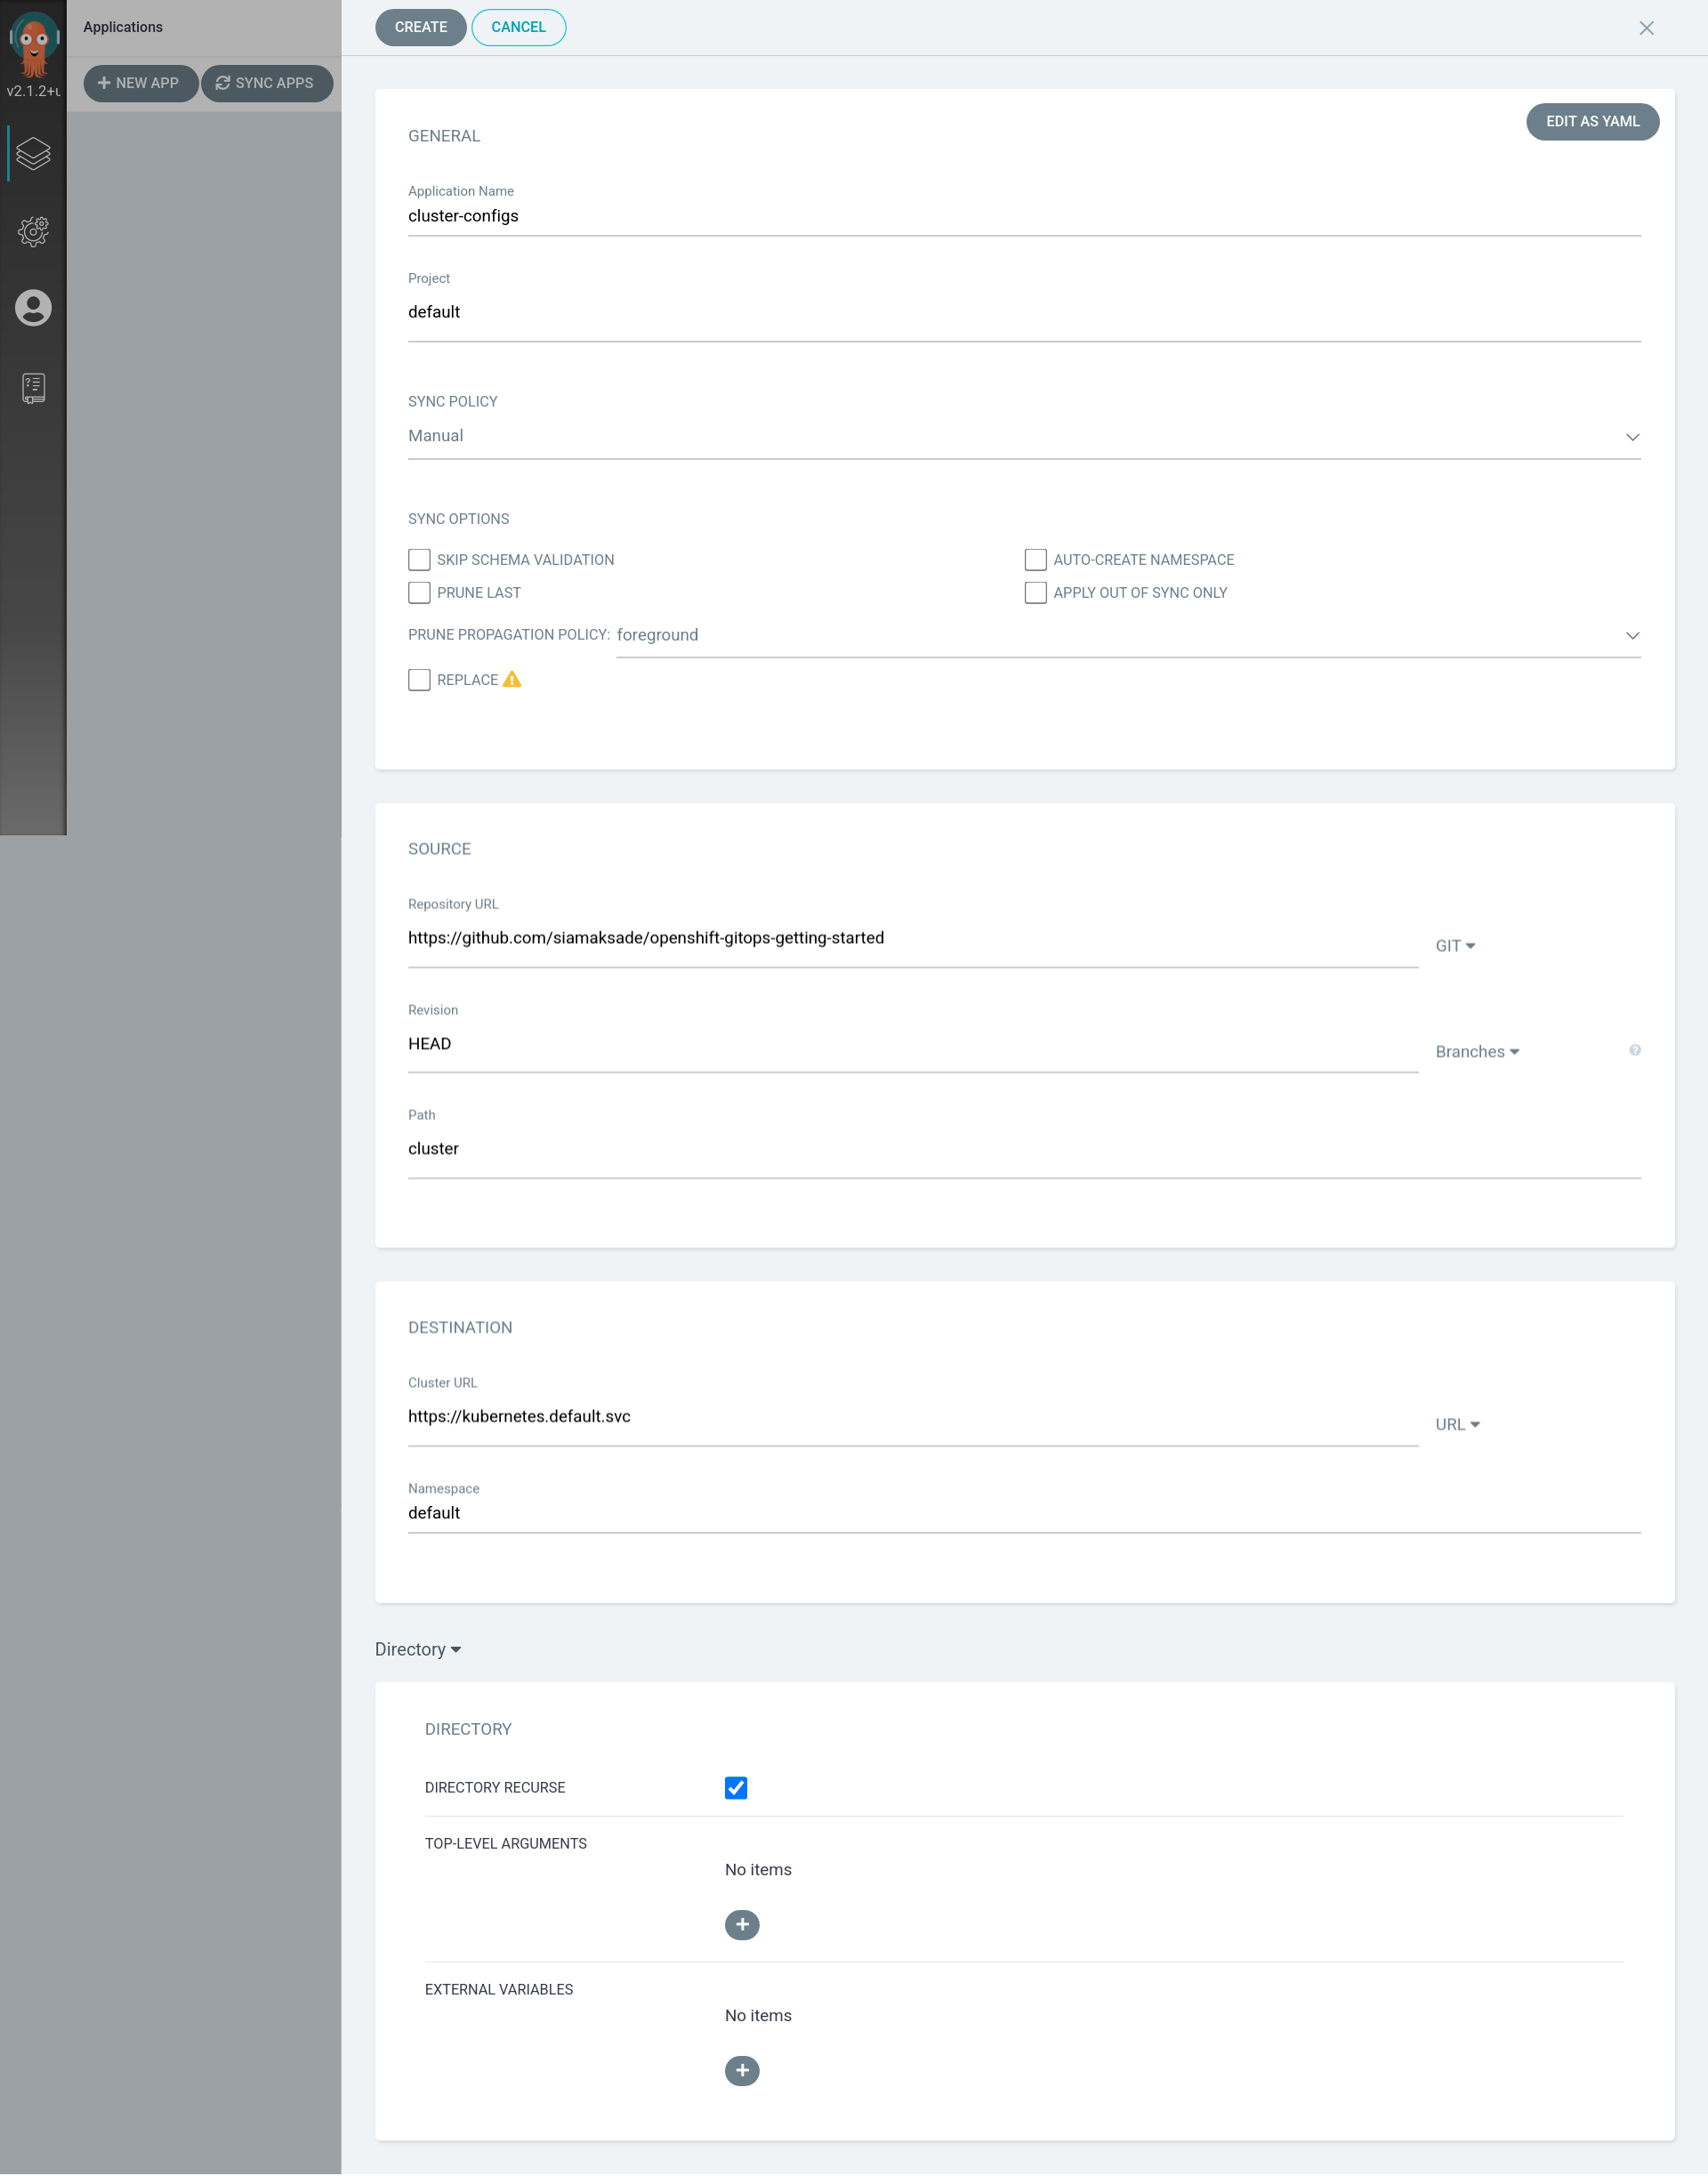 Applications
v2.1.2+u
NEW APP
SYNC APPS
CREATE
CANCEL
GENERAL
EDIT AS YAML
Application Name
cluster-configs
Project
default
SYNC POLICY
Manual
SYNC OPTIONS
SKIP SCHEMA VALIDATION
AUTO-CREATE NAMESPACE
PRUNE LAST
APPLY OUT OF SYNC ONLY
PRUNE PROPAGATION POLICY: foreground
REPLACE
SOURCE
Repository URL
https://github.com/siamaksade/openshift-gitops-getting-started
GIT
Revision
HEAD
Branches
Path
cluster
DESTINATION
Cluster URL
https://kubernetes.default.svc
URL
Namespace
default
Directory
DIRECTORY
DIRECTORY RECURSE
TOP-LEVEL ARGUMENTS
No items
EXTERNAL VARIABLES
No items